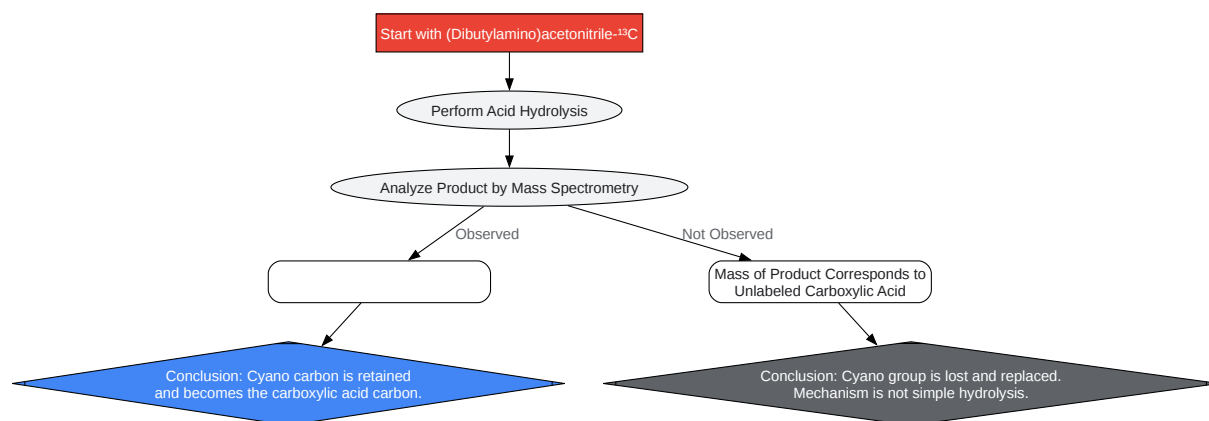 Start with (Dibutylamino)acetonitrile-¹³C
Perform Acid Hydrolysis
Analyze Product by Mass Spectrometry
Observed
Not Observed
Mass of Product Corresponds to
Unlabeled Carboxylic Acid
Conclusion: Cyano carbon is retained
and becomes the carboxylic acid carbon.
Conclusion: Cyano group is lost and replaced.
Mechanism is not simple hydrolysis.